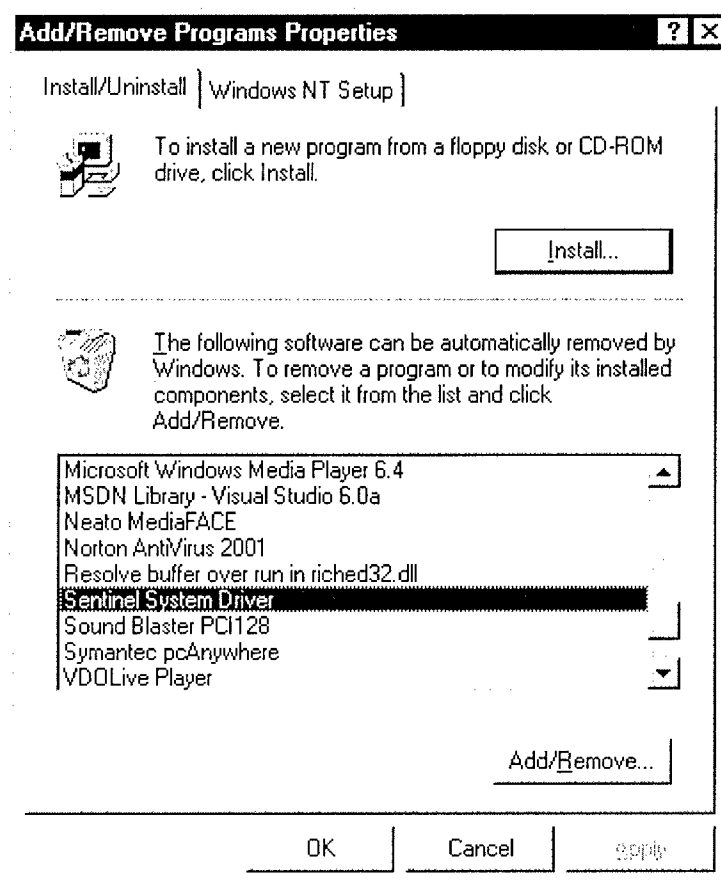 Add/Remove Programs Properties
? ×
Install/Uninstall
Windows NT Setup
To install a new program from a floppy disk or CD-ROM
drive, click Install.
Install...
The following software can be automatically removed by
Windows. To remove a program or to modify its installed
components, select it from the list and click
Add/Remove.
Microsoft Windows Media Player 6.4
MSDN Library - Visual Studio 6.0a
Neato MediaFACE
Norton AntiVirus 2001
Resolve buffer over run in riched32.dll
Sentinel System Driver
Sound Blaster PCI128
Symantec pcAnywhere
VDOLive Player
Add/Remove...
OK
Cancel
Apply